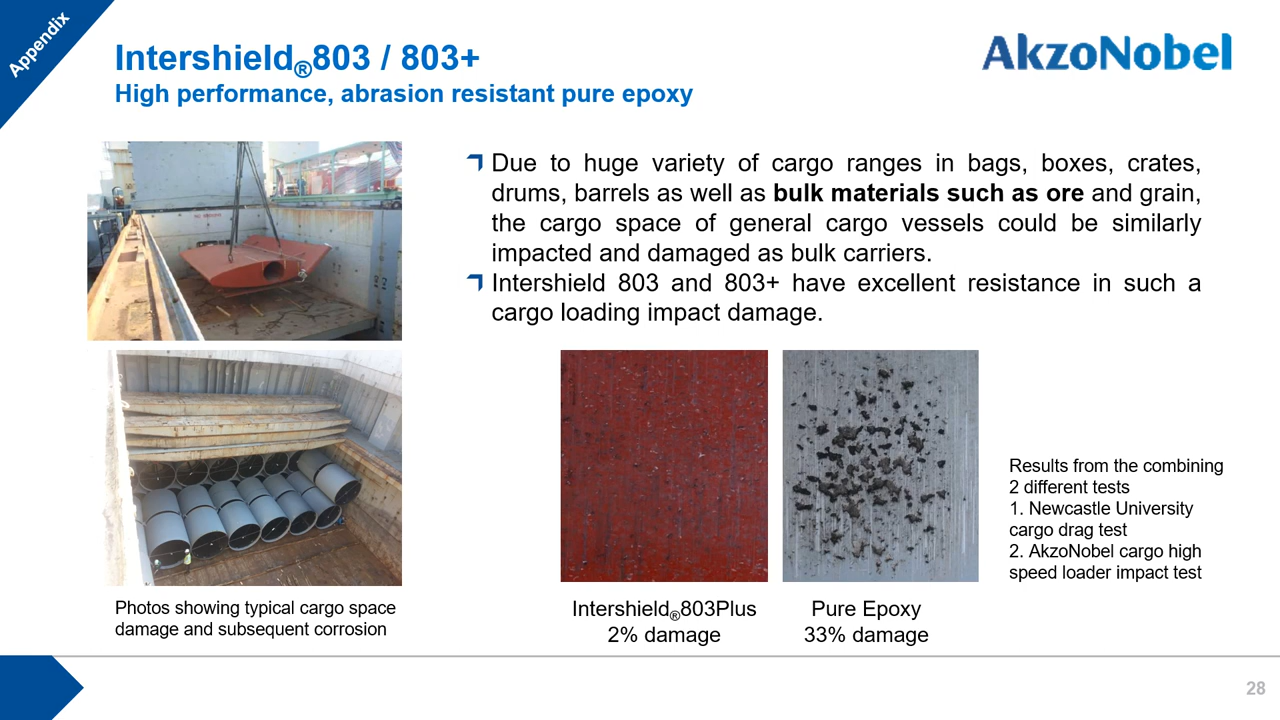 Appendix
Intershield®803 / 803+
High performance, abrasion resistant pure epoxy
AkzoNobel
Due to huge variety of cargo ranges in bags, boxes, crates,
drums, barrels as well as bulk materials such as ore and grain,
the cargo space of general cargo vessels could be similarly
impacted and damaged as bulk carriers.
Intershield 803 and 803+ have excellent resistance in such a
cargo loading impact damage.
Results from the combining
2 different tests
1. Newcastle University
cargo drag test
2. AkzoNobel cargo high
speed loader impact test
Intershield®803Plus
2% damage
Pure Epoxy
33% damage
Photos showing typical cargo space
damage and subsequent corrosion
28